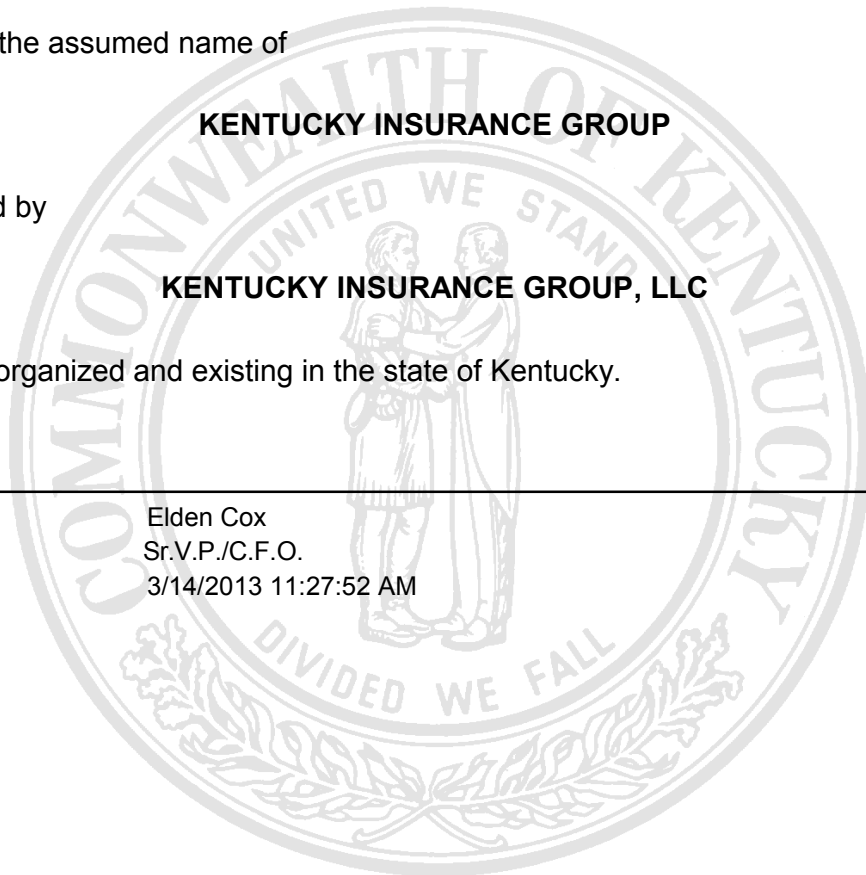 the assumed name of
KENTUCKY INSURANCE GROUP
d by
KENTUCKY INSURANCE GROUP, LLC
organized and existing in the state of Kentucky.
Elden Cox
Sr.V.P./C.F.O.
3/14/2013 11:27:52 AM
COMMONWEALTH OF KENTUCKY
UNITED WE STAND
DIVIDED WE FALL